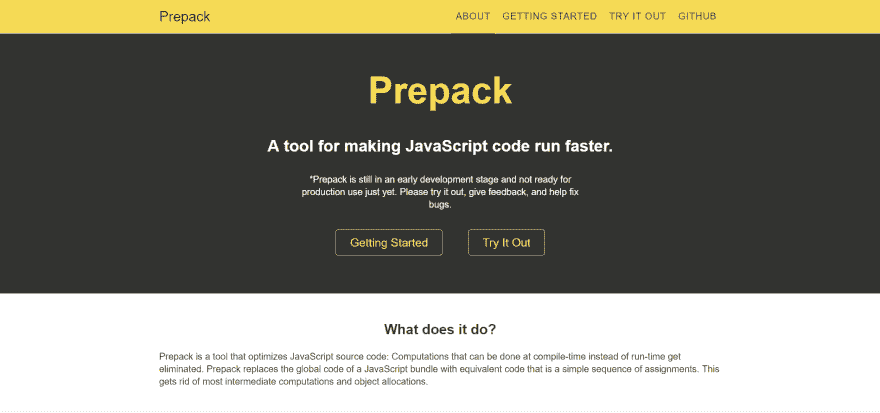 Prepack ABOUT GETTING STARTED TRY IT OUT GITHUB
Prepack
A tool for making JavaScript code run faster.
*Prepack is still in an early development stage and not ready for
production use just yet. Please try it out, give feedback, and help fix
bugs.
Getting Started Try It Out
What does it do?
Prepack is a tool that optimizes JavaScript source code: Computations that can be done at compile-time instead of run-time get
eliminated. Prepack replaces the global code of a JavaScript bundle with equivalent code that is a simple sequence of assignments. This
gets rid of most intermediate computations and object allocations.